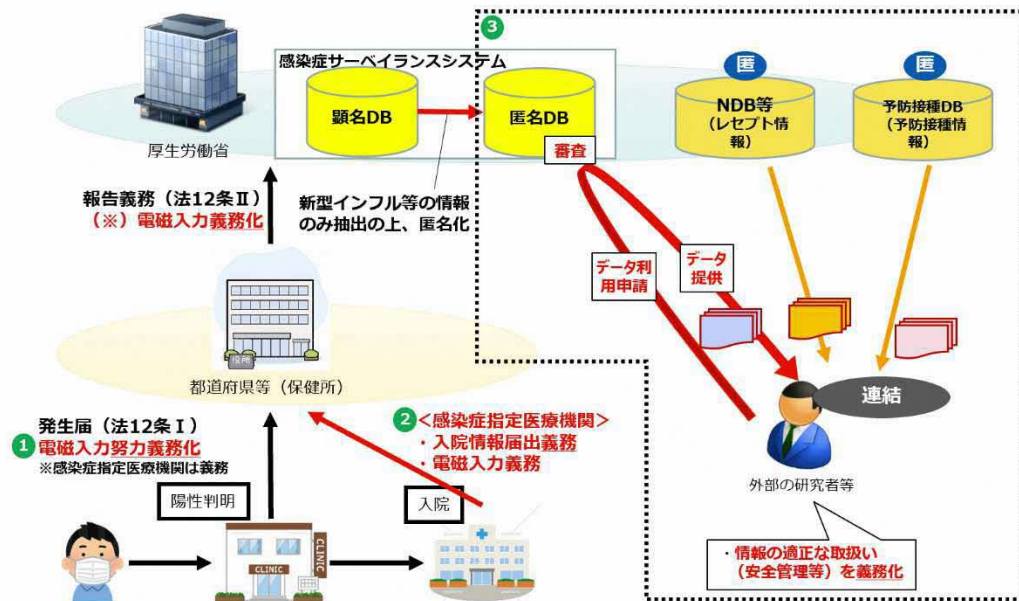 3
感染症サーベイランスシステム
顕名DB
匿名DB
審査
匿
NDB等
（レセプト情
報）
匿
予防接種DB
（予防接種情
報）
厚生労働省
報告義務（法12条Ⅱ）
（※）電磁入力義務化
新型インフル等の情報
のみ抽出の上、匿名化
データ利
用申請
データ
提供
役所
都道府県等（保健所）
連結
外部の研究者等
・情報の適正な取扱い
（安全管理等）を義務化
1
発生届（法12条Ⅰ）
電磁入力努力義務化
※感染症指定医療機関は義務
2
＜感染症指定医療機関＞
・入院情報届出義務
・電磁入力義務
陽性判明
入院
CLINIC
CLINIC